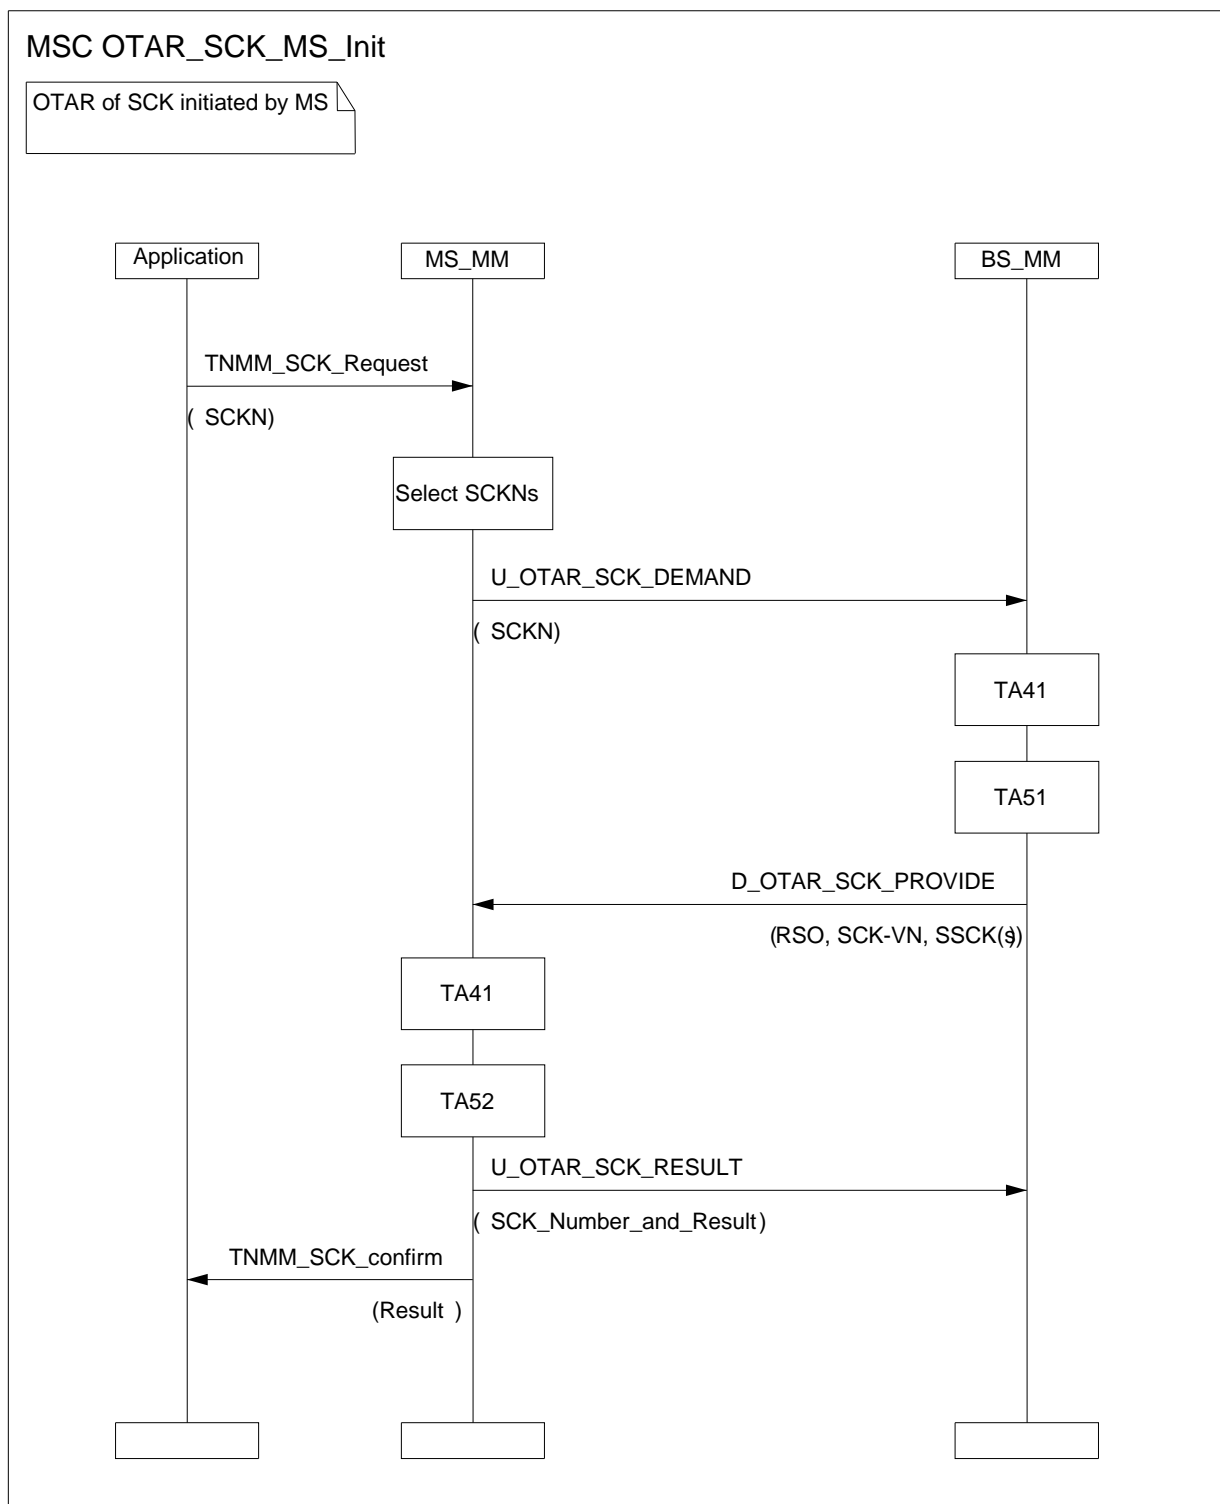 MSC OTAR_SCK_MS_Init
OTAR of SCK initiated by MS
Application
MS_MM
BS_MM
TNMM_SCK_Request
( SCKN)
Select SCKNs
U_OTAR_SCK_DEMAND
( SCKN)
TA41
TA51
D_OTAR_SCK_PROVIDE
(RSO, SCK-VN, SSCK(s))
TA41
TA52
U_OTAR_SCK_RESULT
( SCK_Number_and_Result)
TNMM_SCK_confirm
(Result )